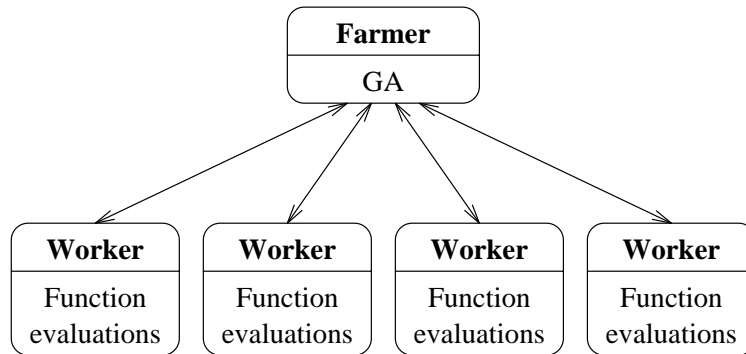 Farmer
GA
Worker
Function
evaluations
Worker
Function
evaluations
Worker
Function
evaluations
Worker
Function
evaluations